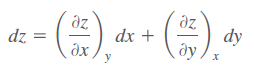 dz = (∂z/∂x)_y dx + (∂z/∂y)_x dy